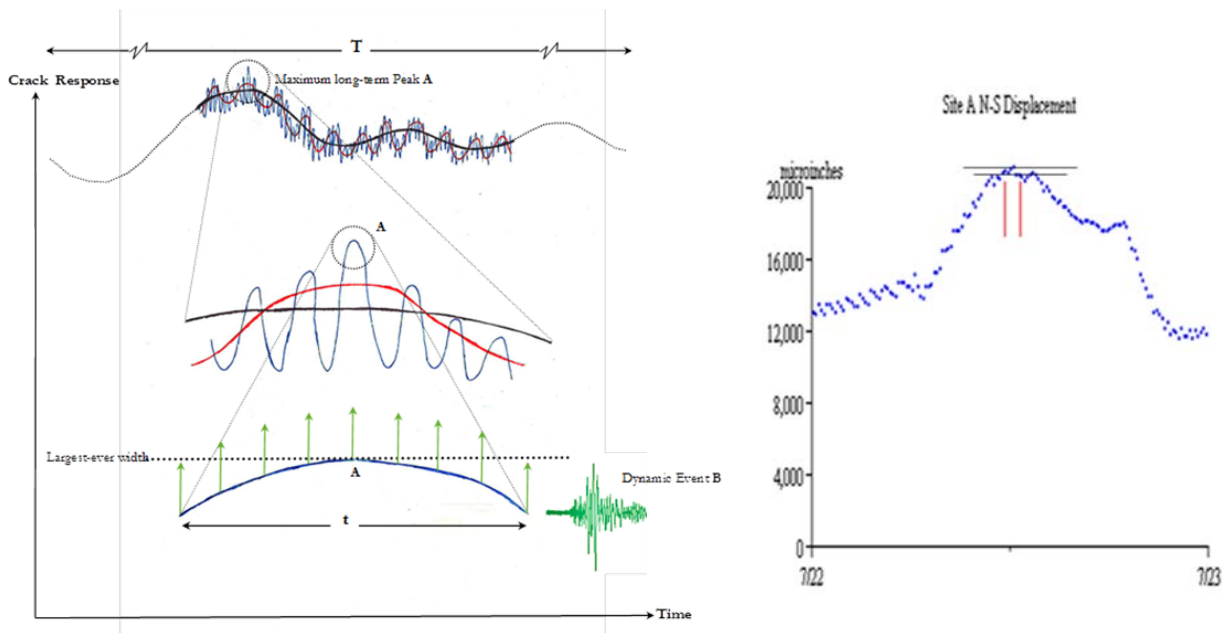 T
Crack Response
Maximum long-term Peak A
A
Largest-ever width
A
t
Dynamic Event B
Time
Site A N-S Displacement
microinches
20,000
16,000
12,000
8,000
4,000
0
7/22
7/23